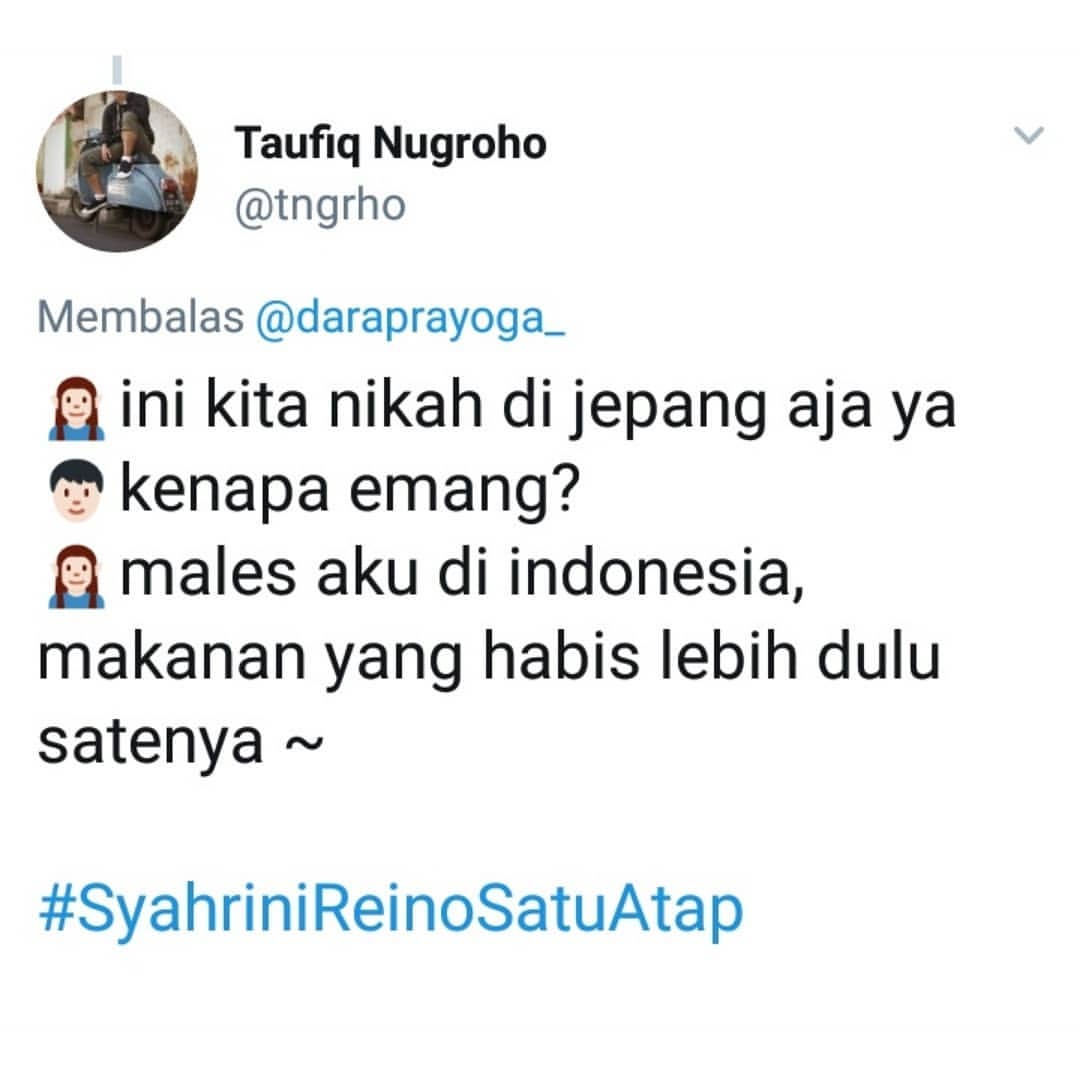 Taufiq Nugroho
@tngrho
Membalas @daraprayoga_
ini kita nikah di jepang aja ya
kenapa emang?
males aku di indonesia,
makanan yang habis lebih dulu
satenya ~
#SyahriniReinoSatuAtap